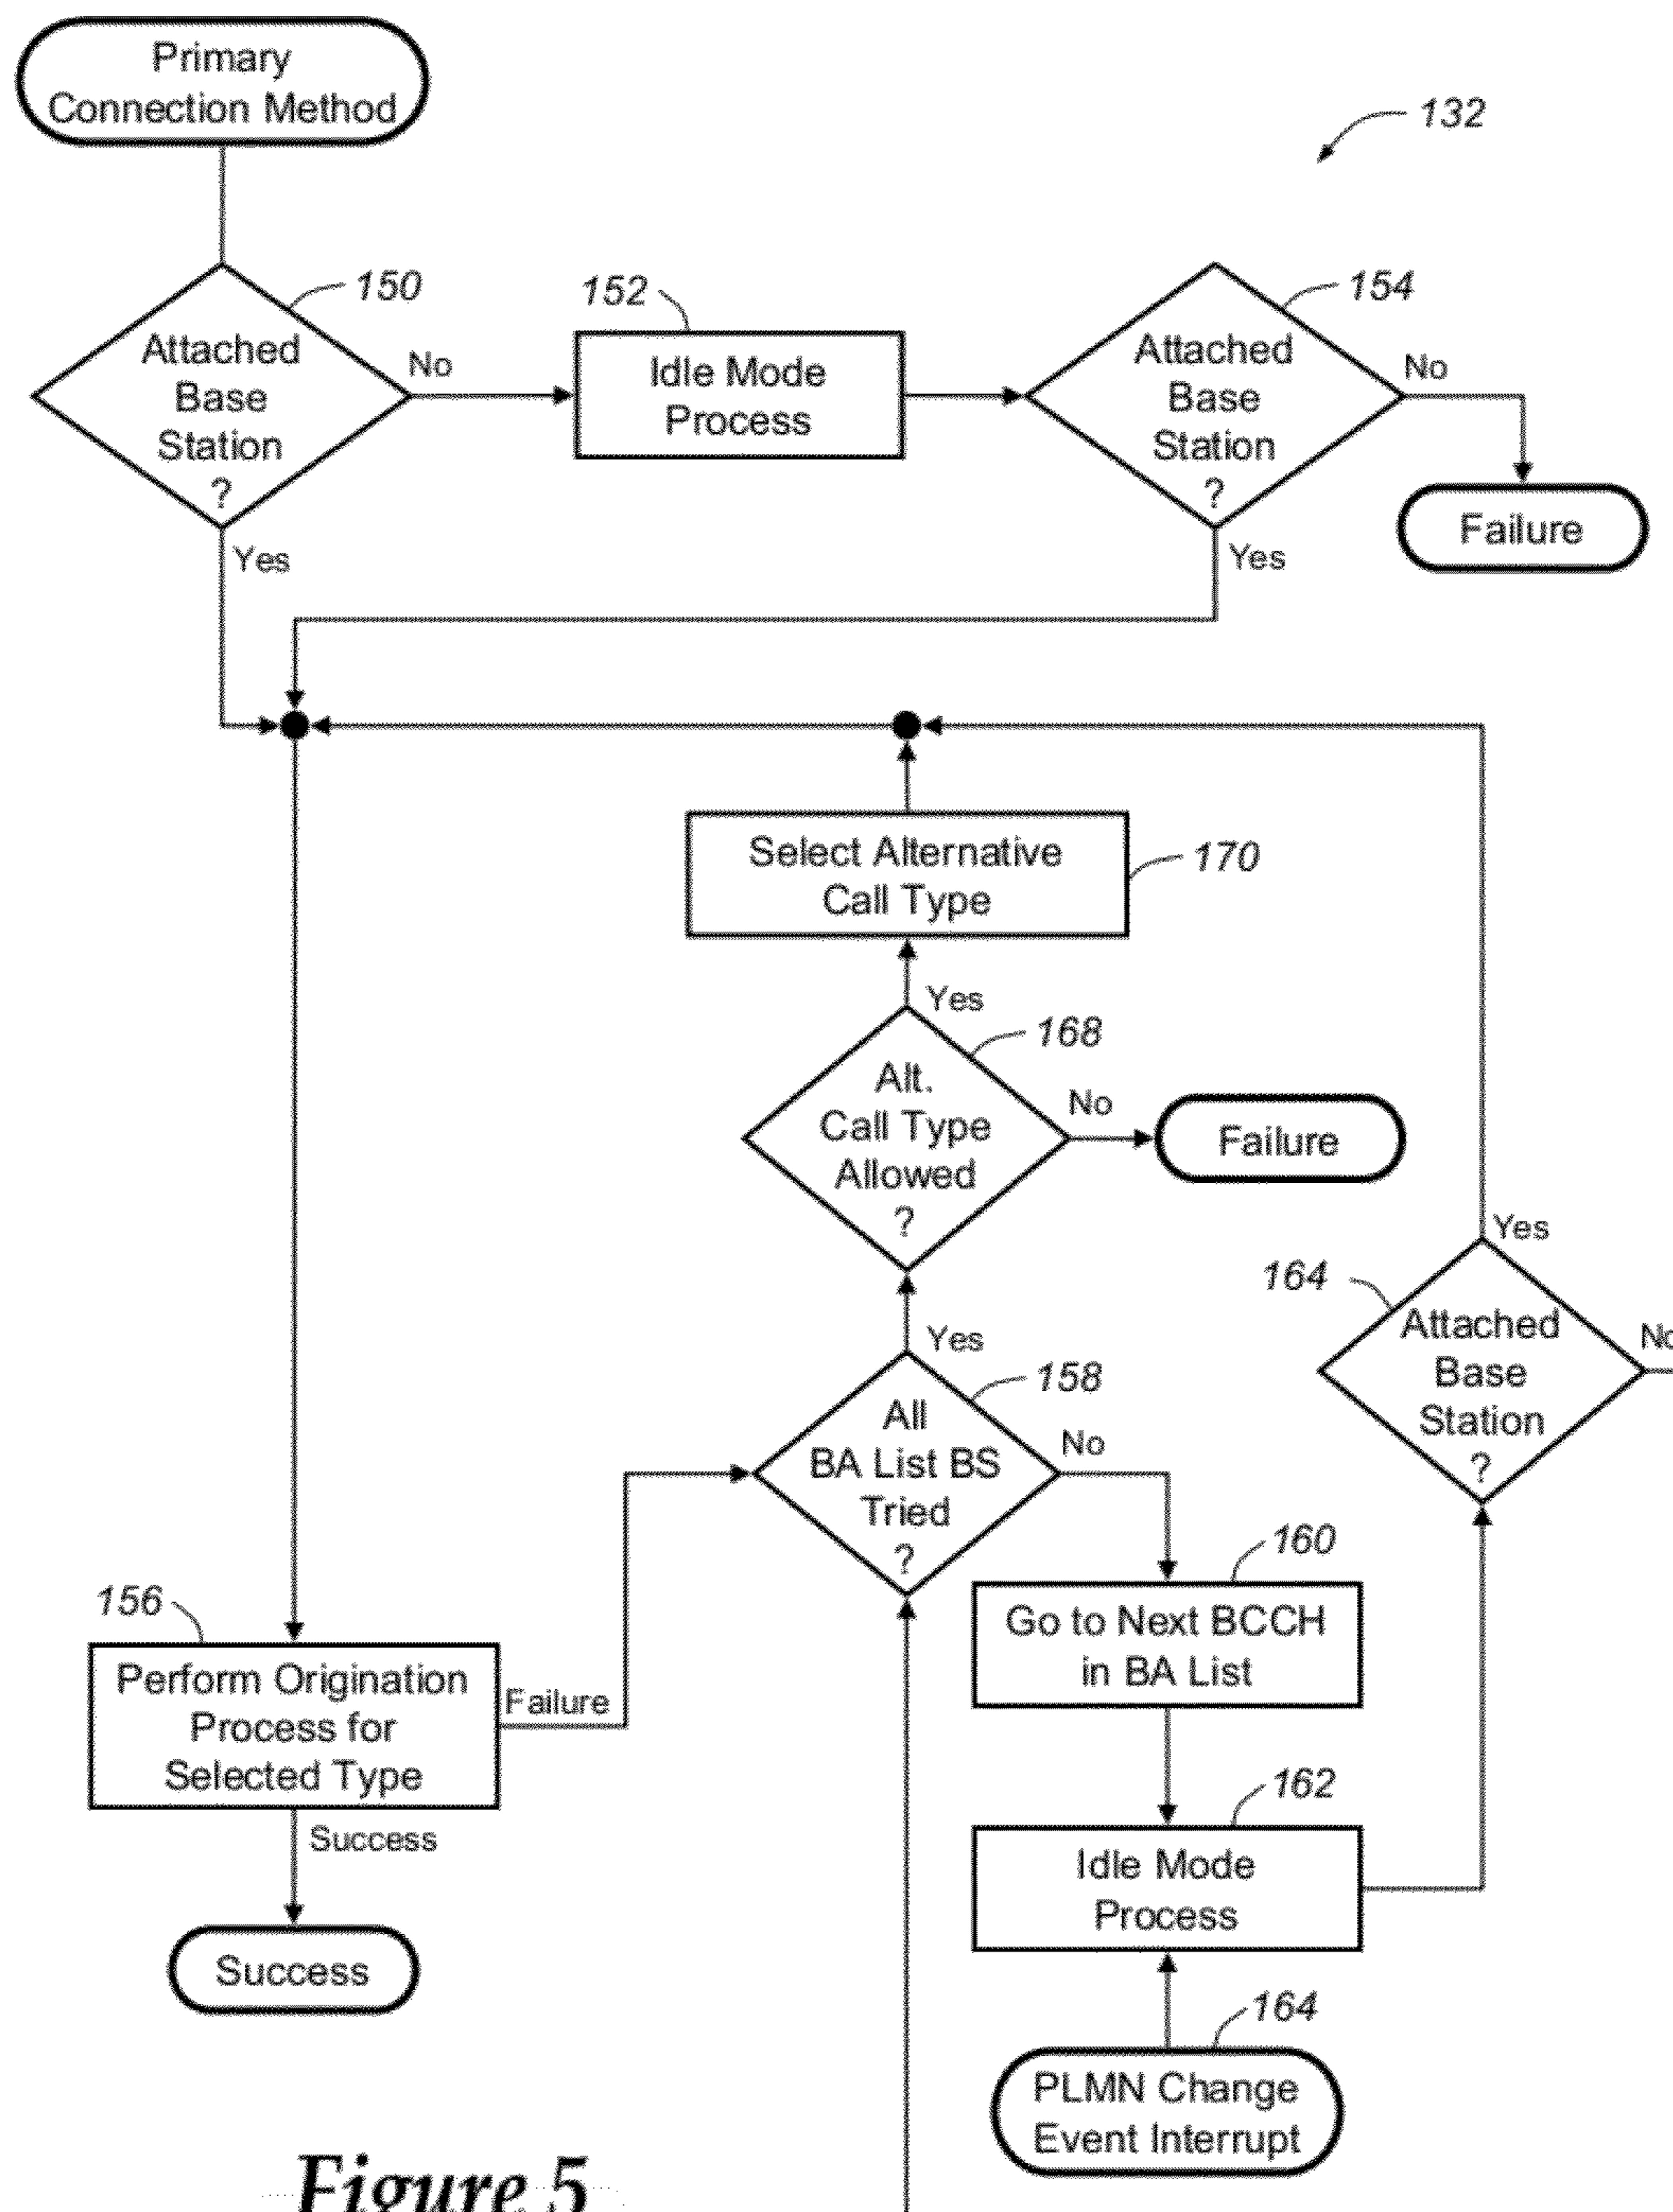 Primary
Connection Method
132
150
Attached
Base
Station
?
No
Yes
152
Idle Mode
Process
154
Attached
Base
Station
?
No
Yes
Failure
Select Alternative
Call Type
170
Yes
168
Alt.
Call Type
Allowed
?
No
Failure
Yes
164
Attached
Base
Station
?
Yes
158
All
BA List BS
Tried
?
No
160
Go to Next BCCH
in BA List
156
Perform Origination
Process for
Selected Type
Failure
Success
Success
162
Idle Mode
Process
164
PLMN Change
Event Interrupt
Figure 5